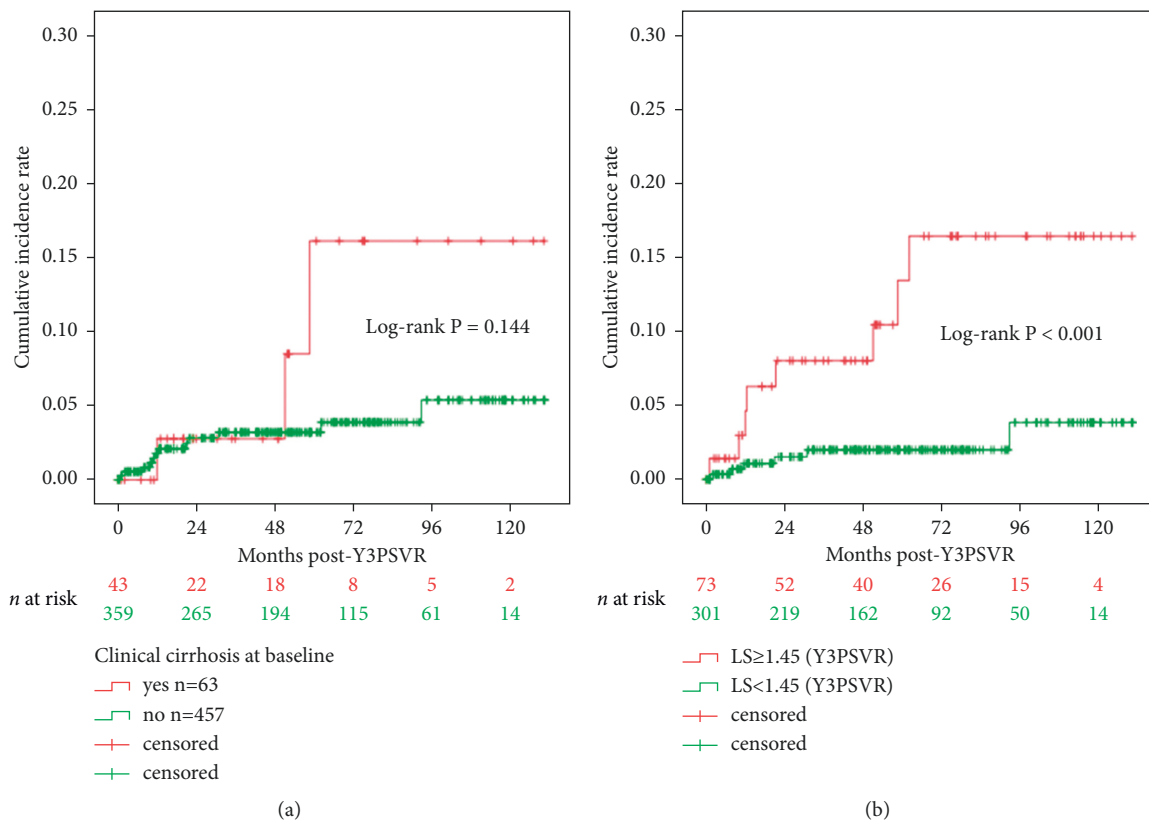 0.30
0.25
0.20
0.15
0.10
0.05
0.00
Cumulative incidence rate
Log-rank P = 0.144
0 24 48 72 96 120
Months post-Y3PSVR
43 22 18 8 5 2
n at risk
359 265 194 115 61 14
Clinical cirrhosis at baseline
yes n=63
no n=457
censored
censored
(a)
0.30
0.25
0.20
0.15
0.10
0.05
0.00
Cumulative incidence rate
Log-rank P < 0.001
0 24 48 72 96 120
Months post-Y3PSVR
73 52 40 26 15 4
n at risk
301 219 162 92 50 14
LS≥1.45 (Y3PSVR)
LS<1.45 (Y3PSVR)
censored
censored
(b)